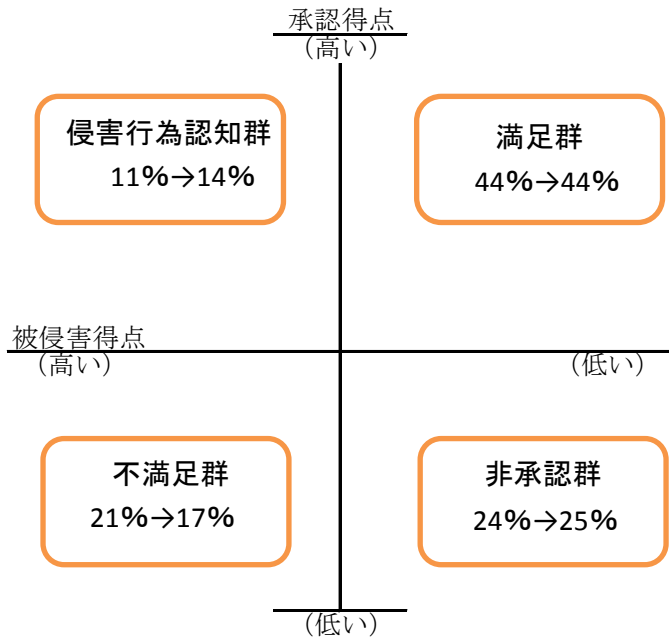 承認得点
（高い）
侵害行為認知群
11%→14%
満足群
44%→44%
被侵害得点
（高い）
（低い）
不満足群
21%→17%
非承認群
24%→25%
（低い）